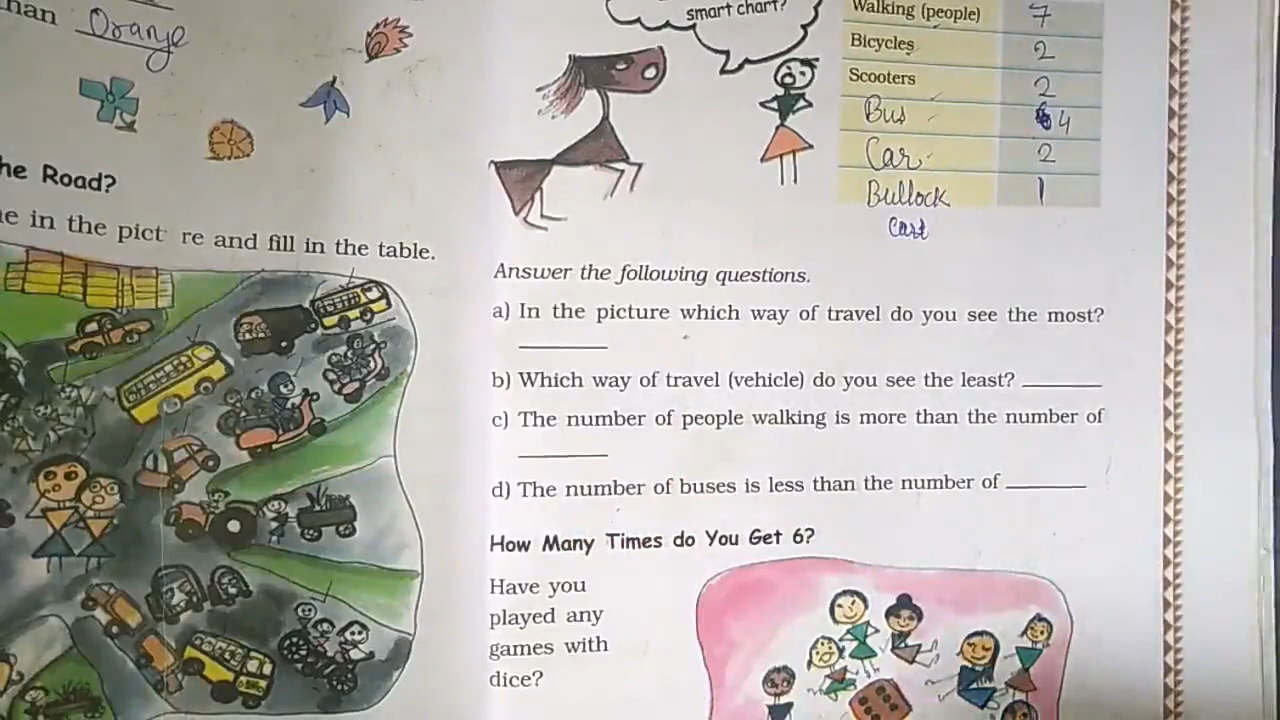 han Orange
smart chart?
Walking (people) 7
Bicycles 2
Scooters 2
Bus 4
Car 2
Bullock 1
Cart
he Road?
e in the pict re and fill in the table.
Answer the following questions.
a) In the picture which way of travel do you see the most?
b) Which way of travel (vehicle) do you see the least?
c) The number of people walking is more than the number of
d) The number of buses is less than the number of
How Many Times do You Get 6?
Have you
played any
games with
dice?